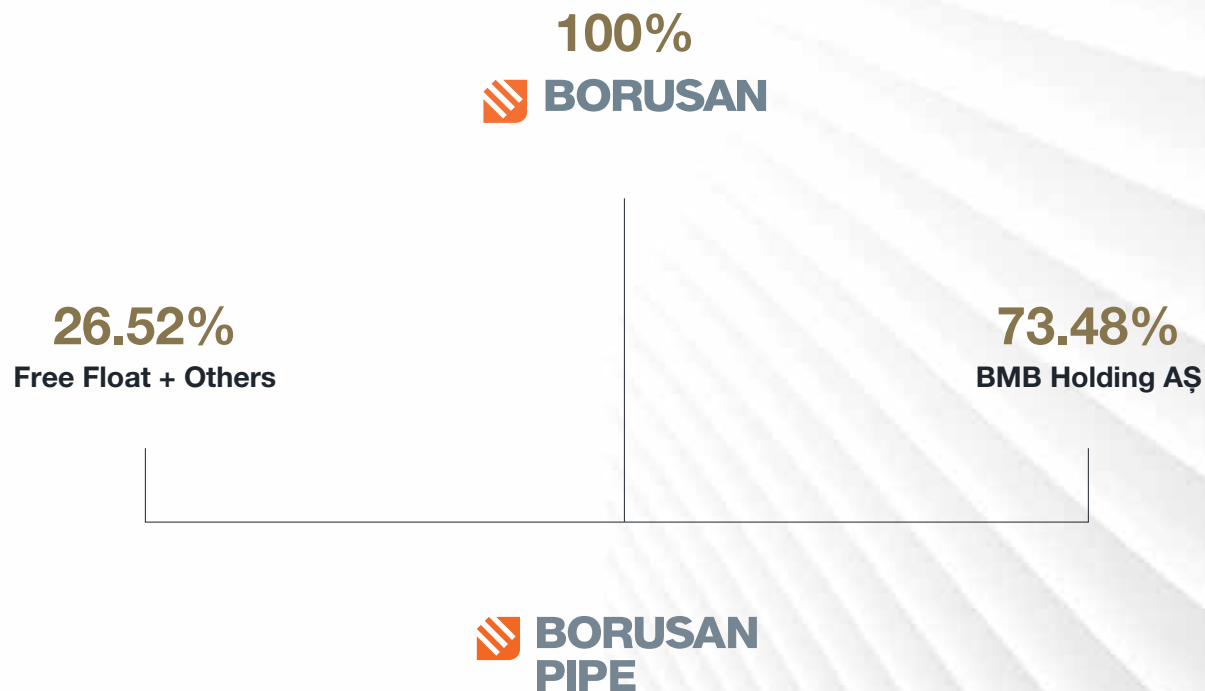 100%
BORUSAN
26.52%
Free Float + Others
73.48%
BMB Holding AŞ
BORUSAN
PIPE